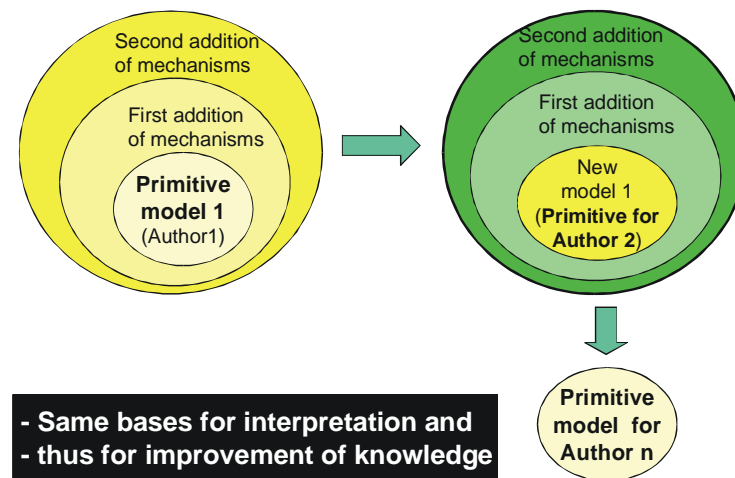 Second addition
of mechanisms
First addition
of mechanisms
Primitive
model 1
(Author1)
Second addition
of mechanisms
First addition
of mechanisms
New
model 1
(Primitive for
Author 2)
Primitive
model for
Author n
- Same bases for interpretation and
- thus for improvement of knowledge